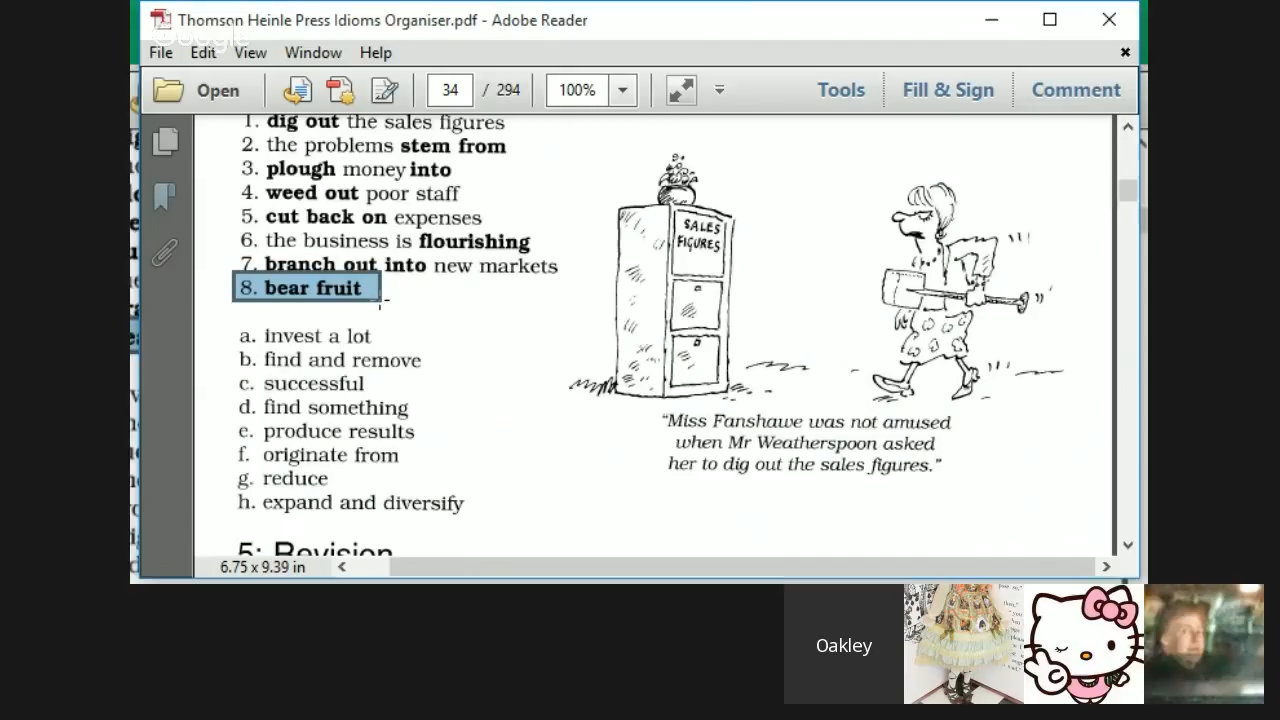 Thomson Heinle Press Idioms Organiser.pdf - Adobe Reader
Google
File Edit View Window Help
Open 34 / 294 100% Tools Fill & Sign Comment
1. dig out the sales figures
2. the problems stem from
3. plough money into
4. weed out poor staff
5. cut back on expenses
6. the business is flourishing
7. branch out into new markets
8. bear fruit
a. invest a lot
b. find and remove
c. successful
d. find something
e. produce results
f. originate from
g. reduce
h. expand and diversify
SALES
FIGURES
"Miss Fanshawe was not amused
when Mr Weatherspoon asked
her to dig out the sales figures."
5: Revision
6.75 x 9.39 in
Oakley